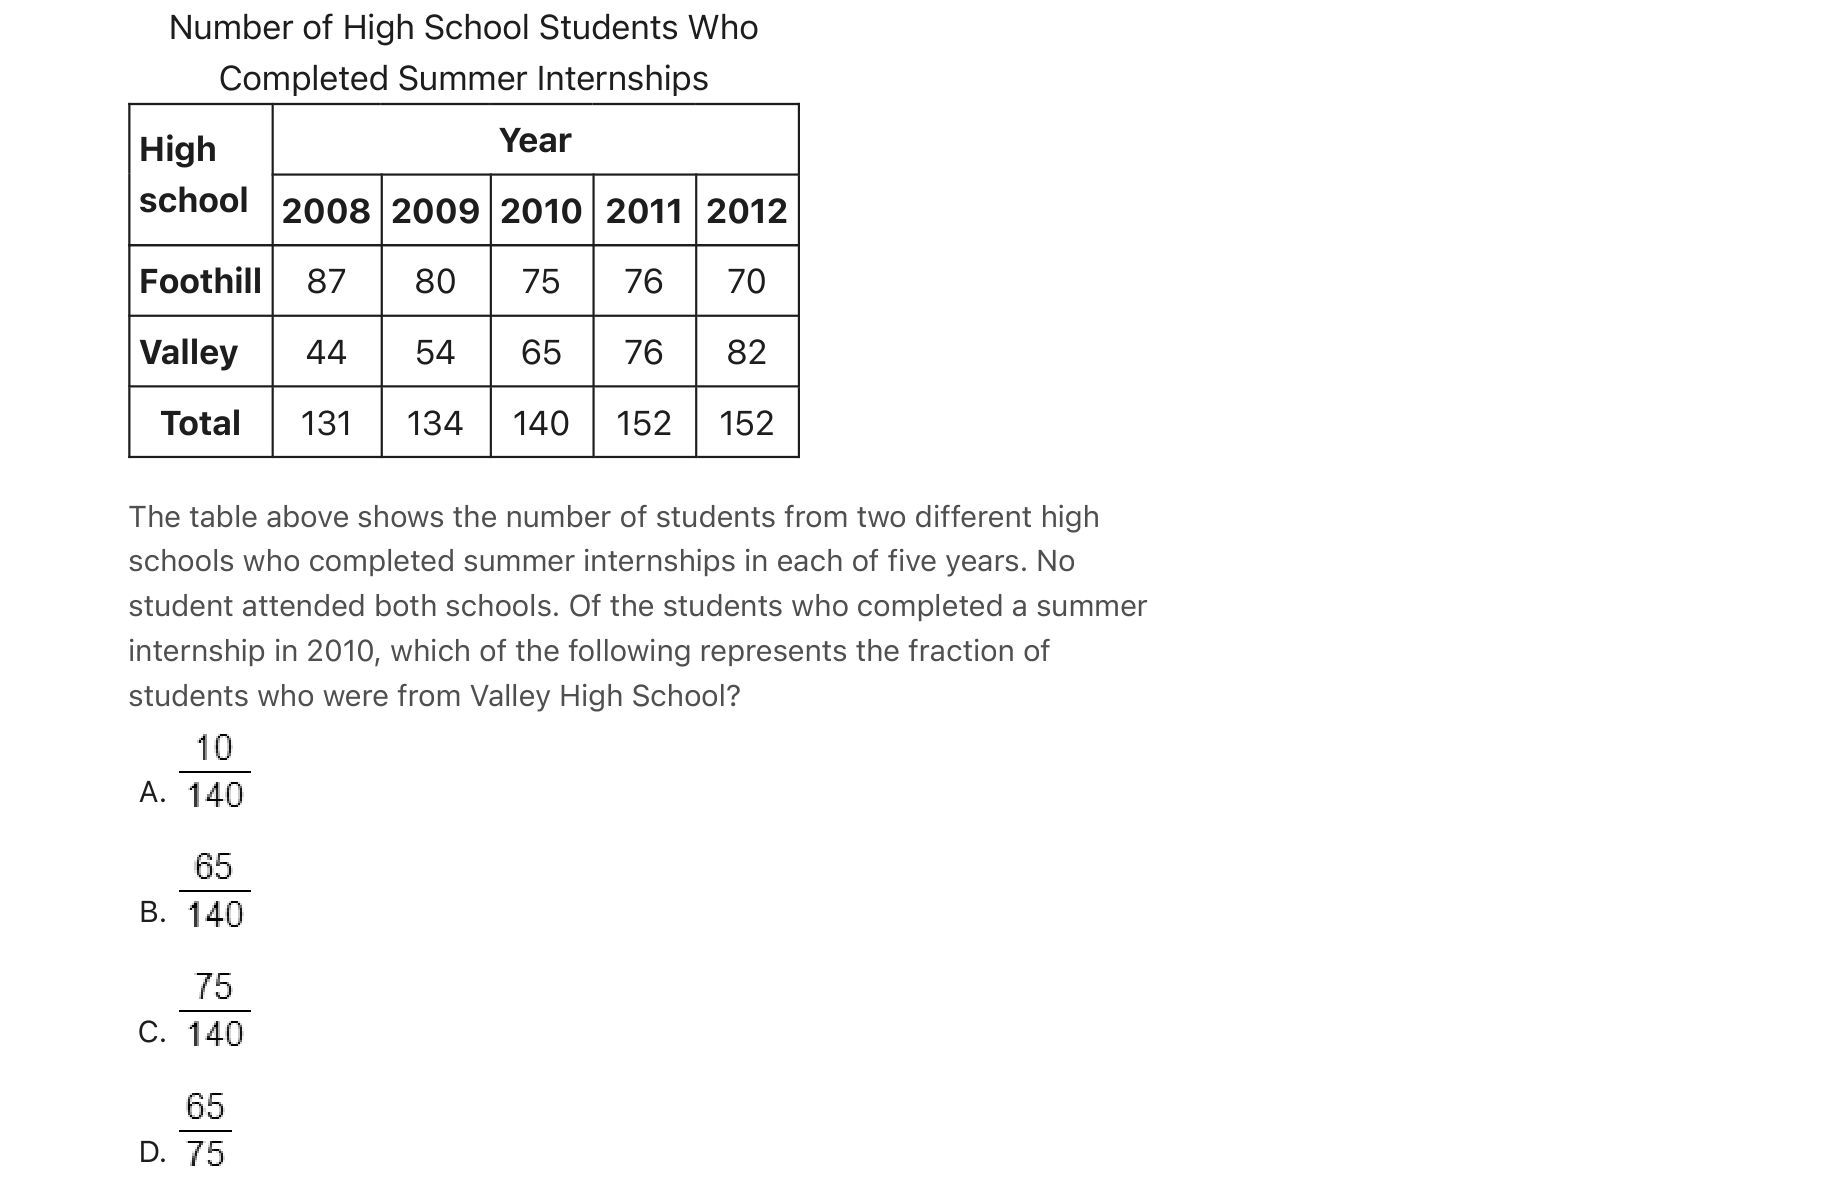 Number of High School Students Who
Completed Summer Internships
High school Year
2008 2009 2010 2011 2012
Foothill 87 80 75 76 70
Valley 44 54 65 76 82
Total 131 134 140 152 152
The table above shows the number of students from two different high
schools who completed summer internships in each of five years. No
student attended both schools. Of the students who completed a summer
internship in 2010, which of the following represents the fraction of
students who were from Valley High School?
A. 10/140
B. 65/140
C. 75/140
D. 65/75